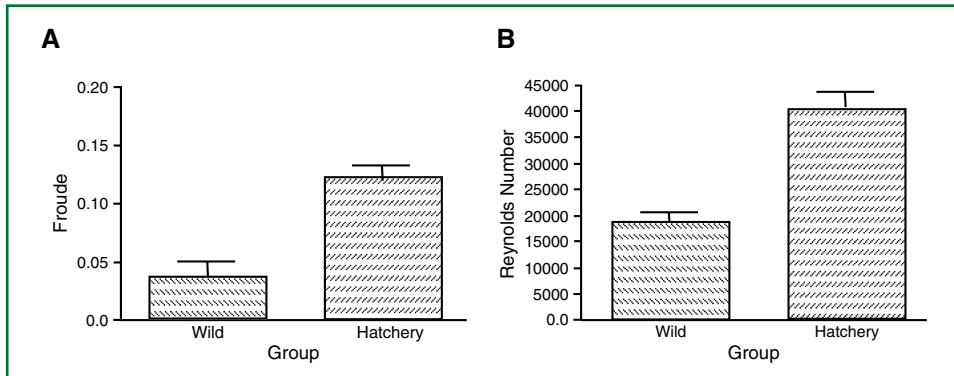 A
0.20
0.15
0.10
0.05
0.0
Froude
Wild
Hatchery
Group
B
45000
40000
35000
30000
25000
20000
15000
10000
5000
0.0
Reynolds Number
Wild
Hatchery
Group